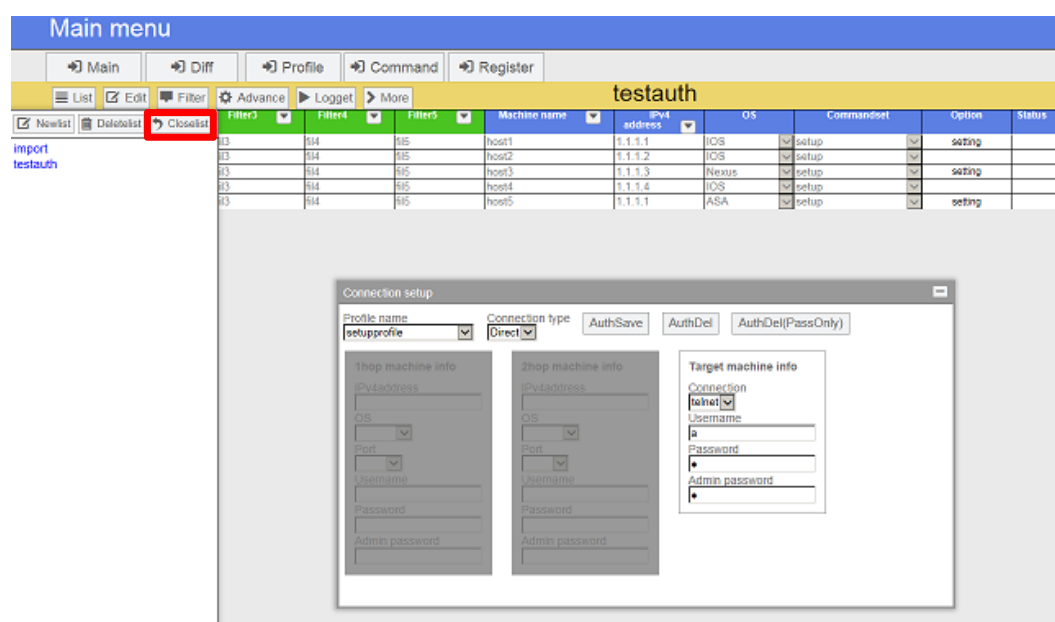 Main menu
Main Diff Profile Command Register
List Edit Filter Advance Logget More testauth
Newlist Deletelist Closelist Filter3 Filter4 Filter5 Machine name IPv4 address OS Commandset Option Status
import
testauth
il3 fil4 fil5 host1 1.1.1.1 IOS setup setting
il3 fil4 fil5 host2 1.1.1.2 IOS setup
il3 fil4 fil5 host3 1.1.1.3 Nexus setup setting
il3 fil4 fil5 host4 1.1.1.4 IOS setup
il3 fil4 fil5 host5 1.1.1.1 ASA setup setting
Connection setup
Profile name Connection type
setupprofile Direct AuthSave AuthDel AuthDel(PassOnly)
1hop machine info
IPv4address
OS
Port
Username
Password
Admin password
2hop machine info
IPv4address
OS
Port
Username
Password
Admin password
Target machine info
Connection
telnet
Username
a
Password
●
Admin password
●